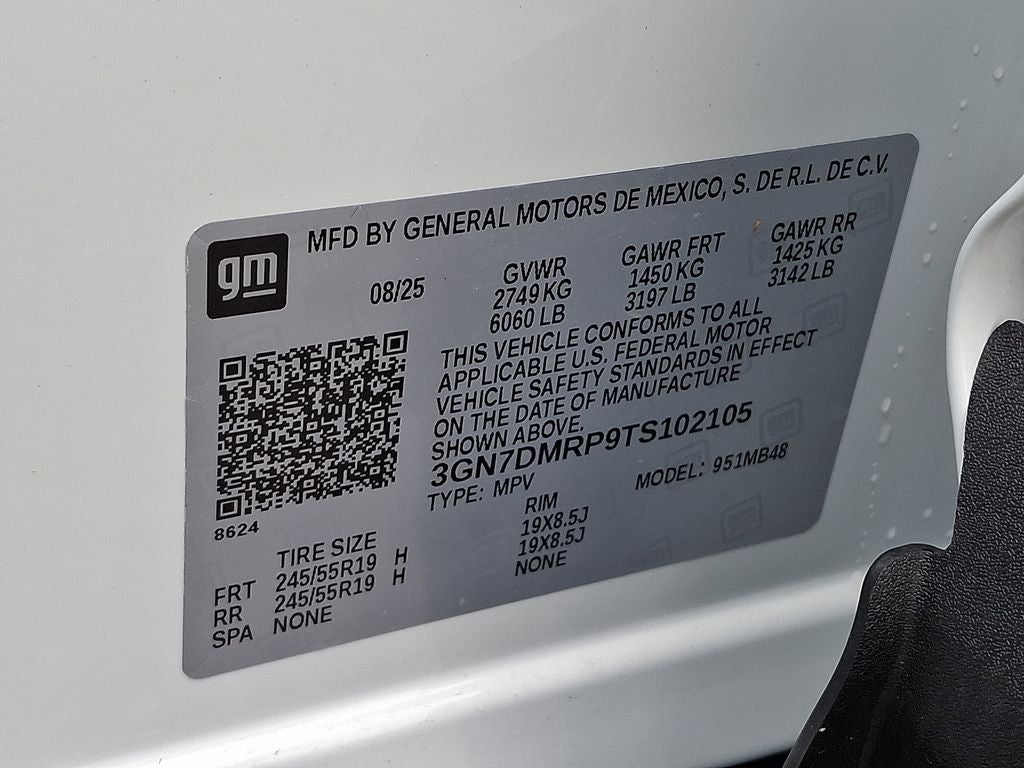 gm
MFD BY GENERAL MOTORS DE MEXICO, S. DE R.L. DE C.V.
08/25
GVWR
2749 KG
6060 LB
GAWR FRT
1450 KG
3197 LB
GAWR RR
1425 KG
3142 LB
THIS VEHICLE CONFORMS TO ALL
APPLICABLE U.S. FEDERAL MOTOR
VEHICLE SAFETY STANDARDS IN EFFECT
ON THE DATE OF MANUFACTURE
SHOWN ABOVE.
3GN7DMRP9TS102105
TYPE: MPV
MODEL: 951MB48
8624
TIRE SIZE RIM
FRT 245/55R19 H 19X8.5J
RR 245/55R19 H 19X8.5J
SPA NONE NONE